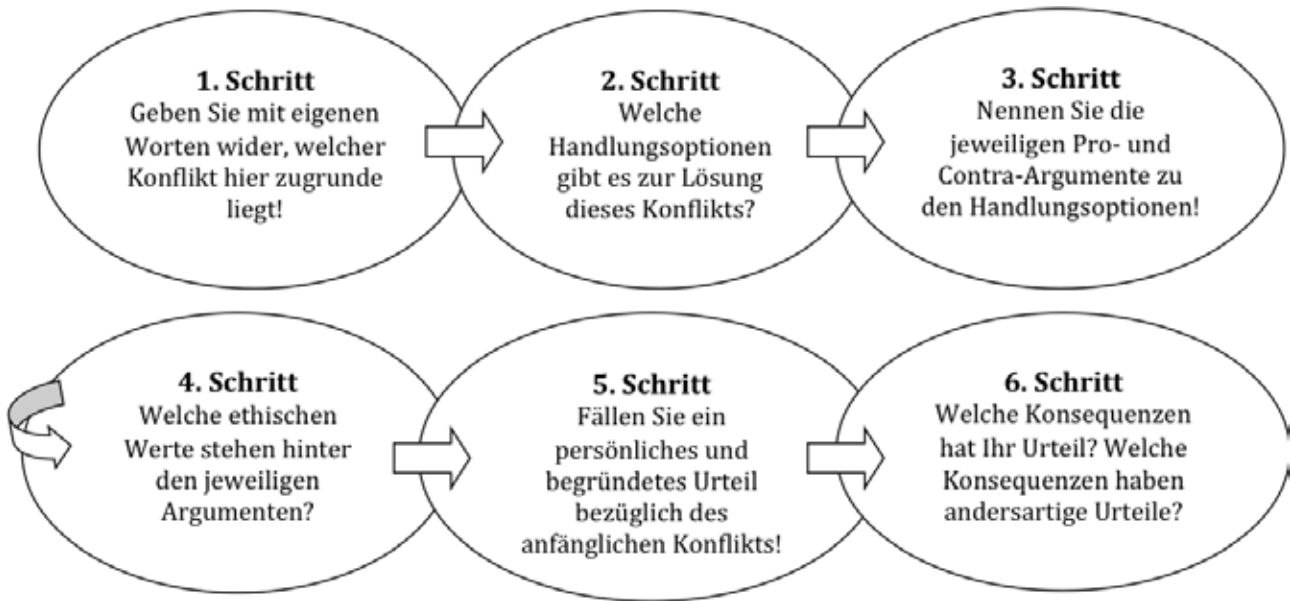 1. Schritt
Geben Sie mit eigenen
Worten wider, welcher
Konflikt hier zugrunde
liegt!
2. Schritt
Welche
Handlungsoptionen
gibt es zur Lösung
dieses Konflikts?
3. Schritt
Nennen Sie die
jeweiligen Pro- und
Contra-Argumente zu
den Handlungsoptionen!
4. Schritt
Welche ethischen
Werte stehen hinter
den jeweiligen
Argumenten?
5. Schritt
Fällen Sie ein
persönliches und
begründetes Urteil
bezüglich des
anfänglichen Konflikts!
6. Schritt
Welche Konsequenzen
hat Ihr Urteil? Welche
Konsequenzen haben
andersartige Urteile?